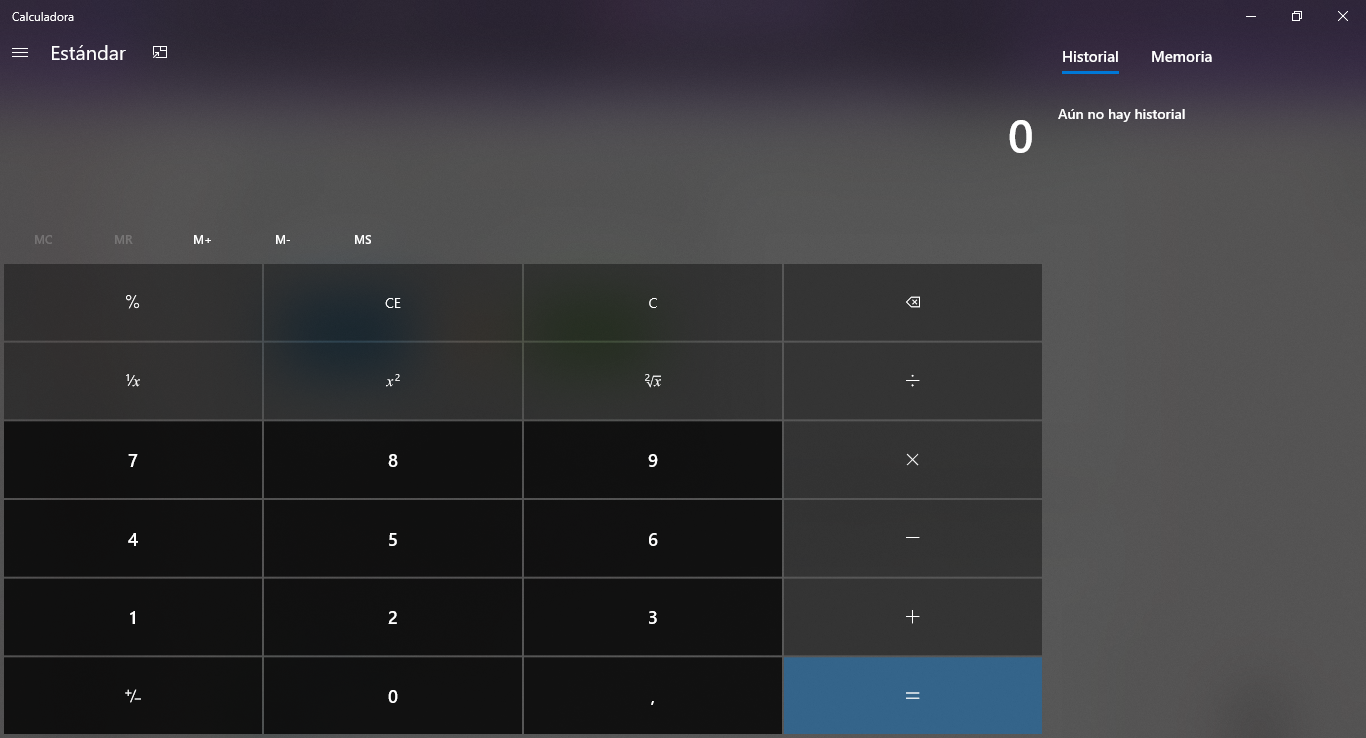 Calculadora
Estándar
Historial Memoria
Aún no hay historial
0
MC MR M+ M- MS
% CE C
⅟x x² ²√x ÷
7 8 9 ×
4 5 6 −
1 2 3 +
+/− 0 , =